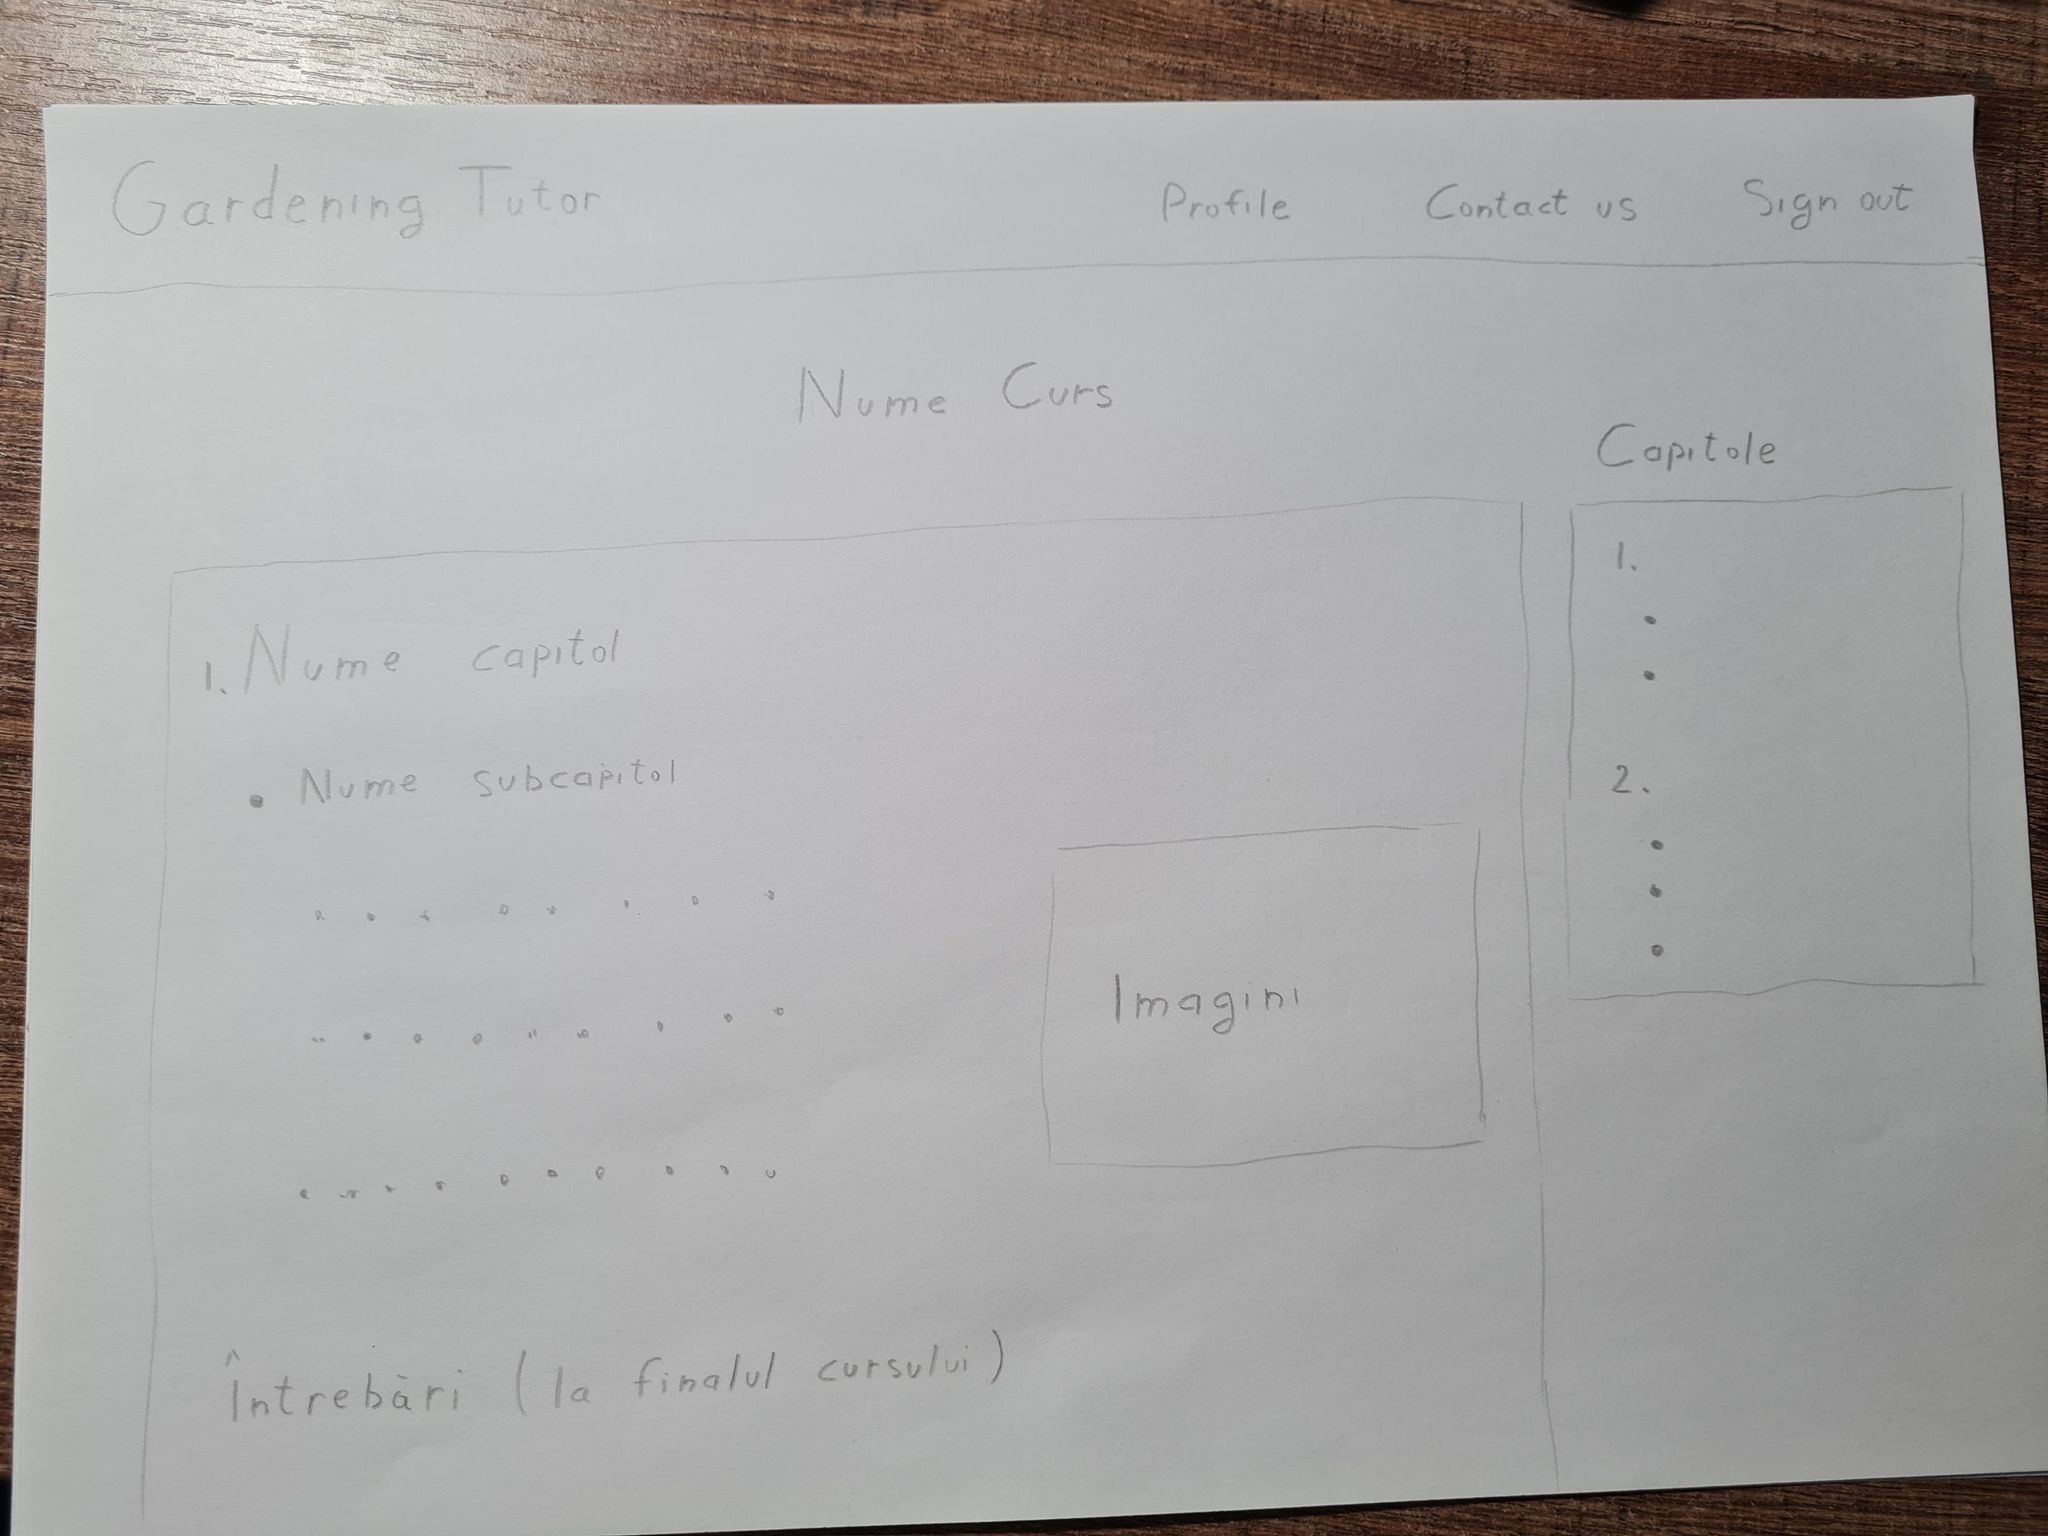 Gardening Tutor Profile Contact us Sign out
Nume Curs
Capitole
1. Nume capitol
• Nume subcapitol
Imagini
Întrebări (la finalul cursului)
1.
•
•
2.
•
•
•